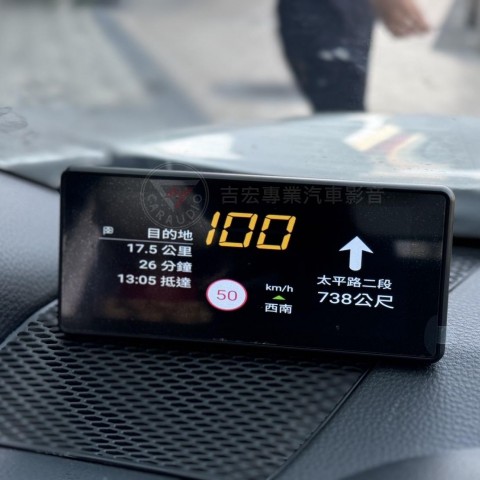 吉宏專業汽車影音
CARAUDIO
100
目的地
17.5 公里
26 分鐘
13:05 抵達
50
km/h
西南
太平路二段
738公尺